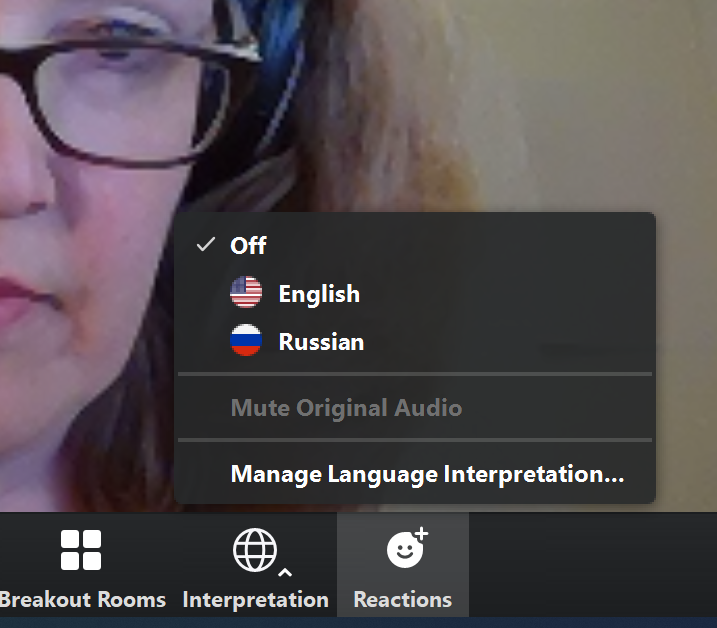 Off
English
Russian
Mute Original Audio
Manage Language Interpretation...
Breakout Rooms Interpretation Reactions